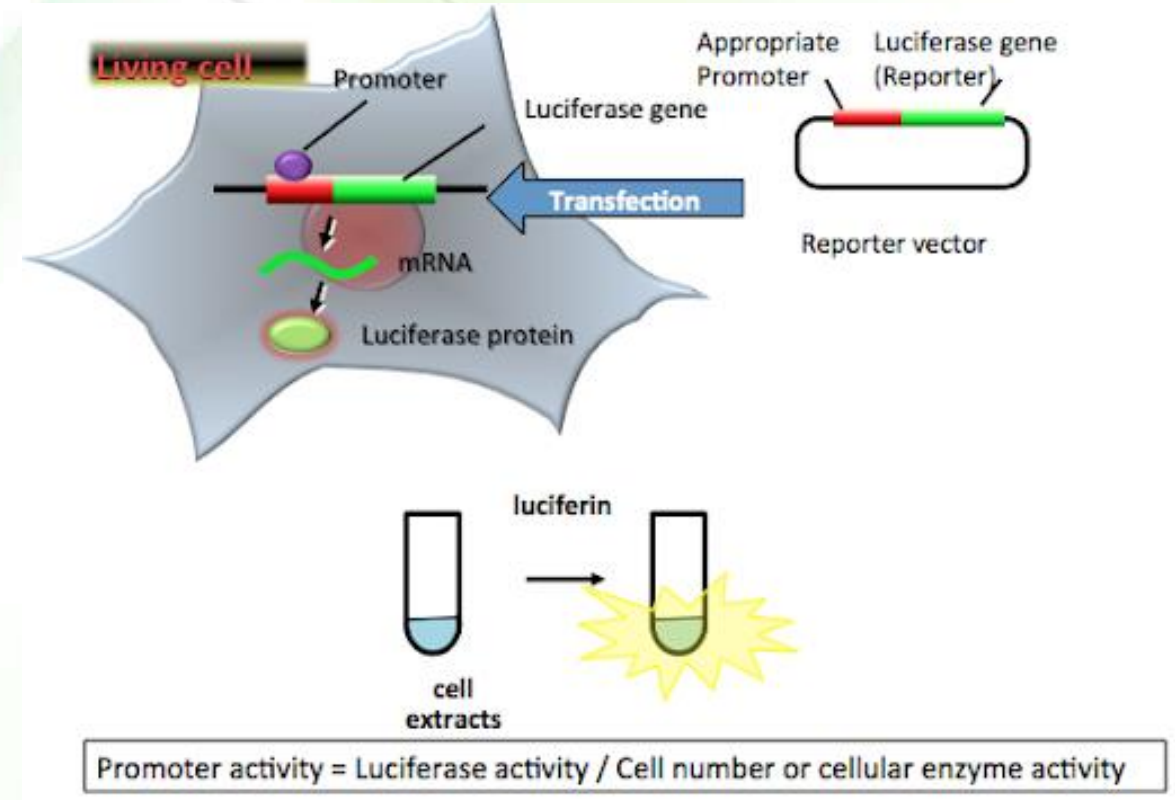 Living cell
Promoter
Luciferase gene
Appropriate
Promoter
Luciferase gene
(Reporter)
Transfection
Reporter vector
mRNA
Luciferase protein
luciferin
cell
extracts
Promoter activity = Luciferase activity / Cell number or cellular enzyme activity